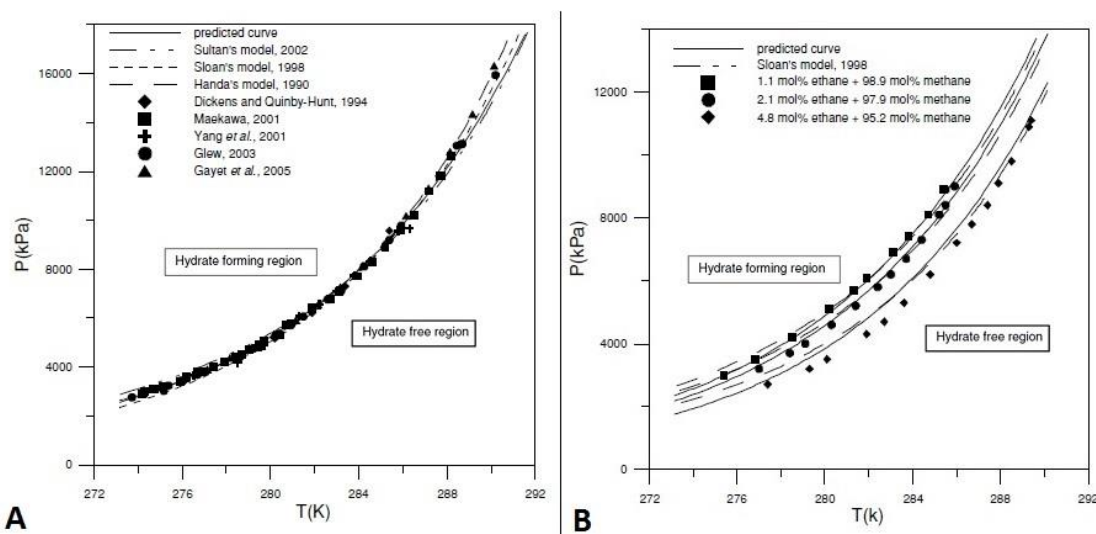 predicted curve
Sultan's model, 2002
Sloan's model, 1998
Handa's model, 1990
Dickens and Quinby-Hunt, 1994
Maekawa, 2001
Yang et al., 2001
Glew, 2003
Gayet et al., 2005
16000
12000
8000
4000
0
P(kPa)
Hydrate forming region
Hydrate free region
272 276 280 284 288 292
T(K)
A
predicted curve
Sloan's model, 1998
1.1 mol% ethane + 98.9 mol% methane
2.1 mol% ethane + 97.9 mol% methane
4.8 mol% ethane + 95.2 mol% methane
12000
8000
4000
0
P(kPa)
Hydrate forming region
Hydrate free region
272 276 280 284 288 292
T(k)
B